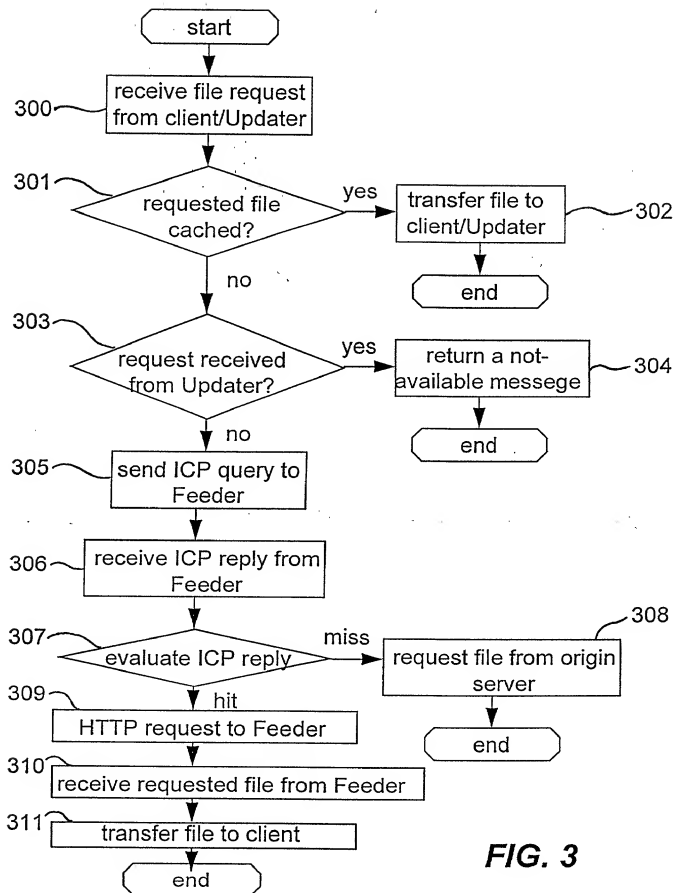 start
300
receive file request
from client/Updater
301
requested file
cached?
yes
transfer file to
client/Updater
302
end
no
303
request received
from Updater?
yes
return a not-
available messege
304
end
no
305
send ICP query to
Feeder
306
receive ICP reply from
Feeder
307
evaluate ICP reply
miss
308
request file from origin
server
end
hit
309
HTTP request to Feeder
310
receive requested file from Feeder
311
transfer file to client
end
FIG. 3